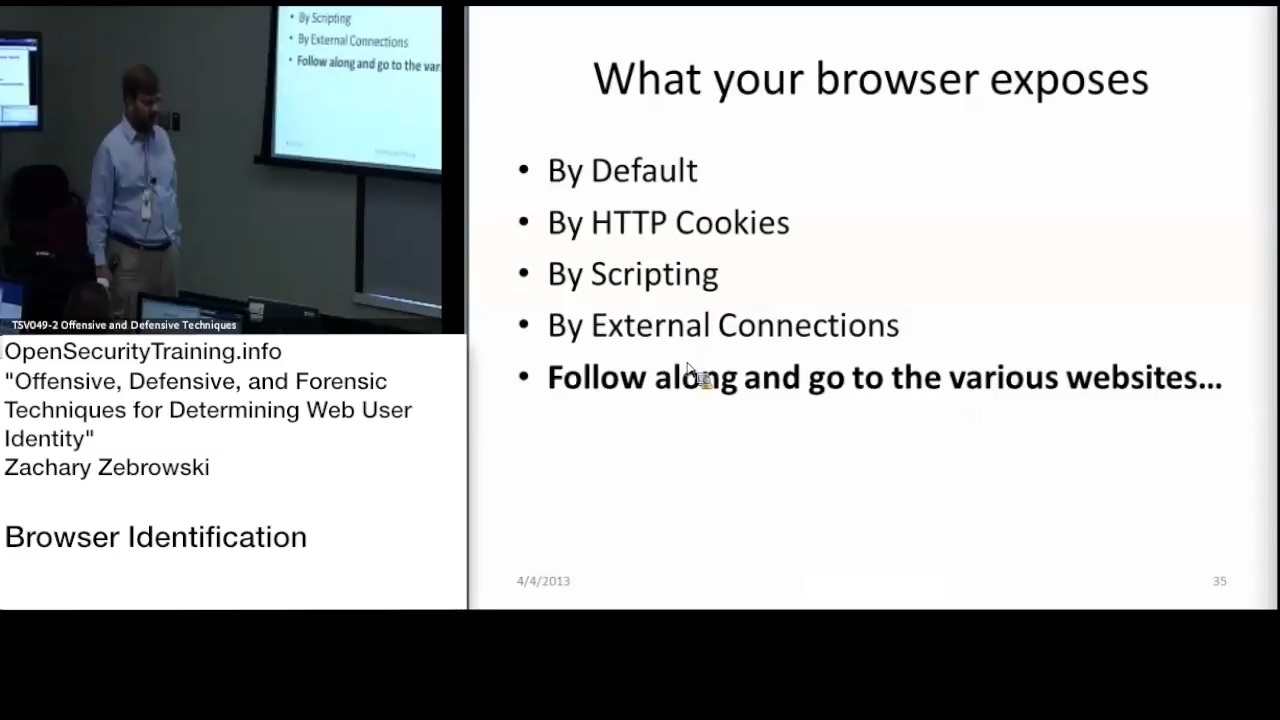 By Scripting
By External Connections
Follow along and go to the var
TSV049-2 Offensive and Defensive Techniques
OpenSecurityTraining.info
"Offensive, Defensive, and Forensic
Techniques for Determining Web User
Identity"
Zachary Zebrowski
Browser Identification
What your browser exposes
• By Default
• By HTTP Cookies
• By Scripting
• By External Connections
• Follow along and go to the various websites...
4/4/2013
35